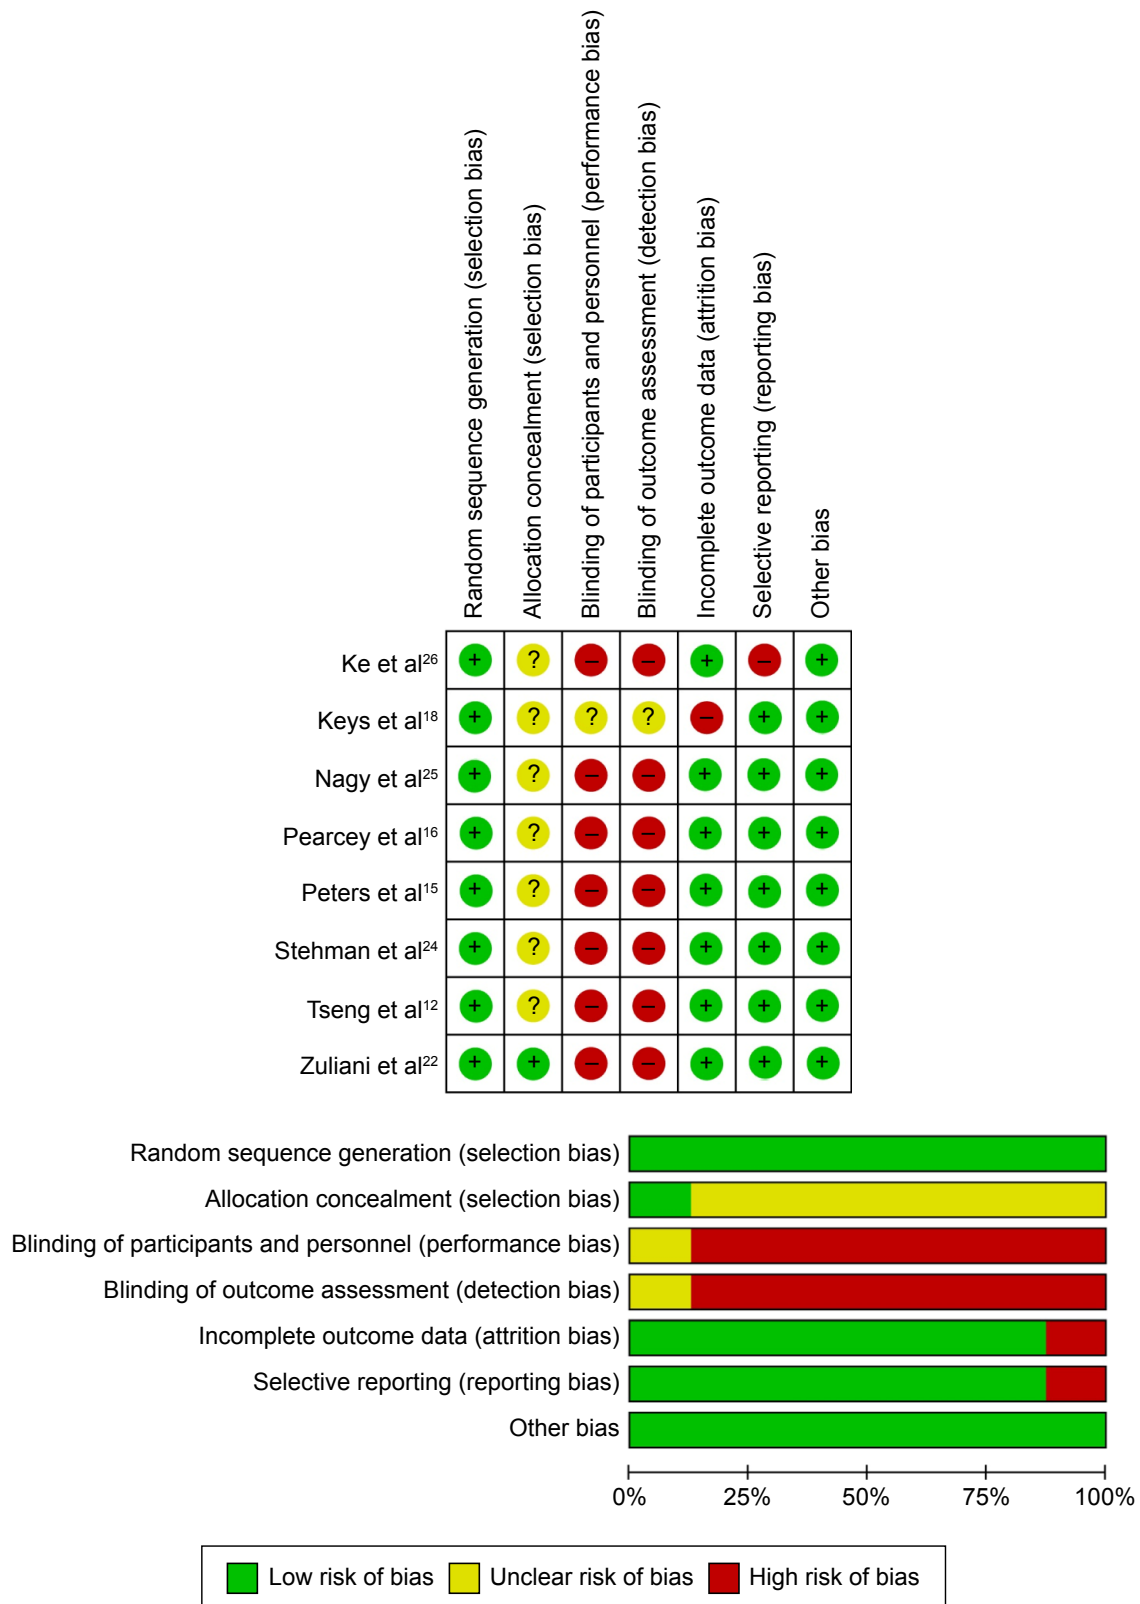 Random sequence generation (selection bias)
Allocation concealment (selection bias)
Blinding of participants and personnel (performance bias)
Blinding of outcome assessment (detection bias)
Incomplete outcome data (attrition bias)
Selective reporting (reporting bias)
Other bias
Ke et al²⁶ + ? – – + – +
Keys et al¹⁸ + ? ? ? – + +
Nagy et al²⁵ + ? – – + + +
Pearcey et al¹⁶ + ? – – + + +
Peters et al¹⁵ + ? – – + + +
Stehman et al²⁴ + ? – – + + +
Tseng et al¹² + ? – – + + +
Zuliani et al²² + + – – + + +
Random sequence generation (selection bias)
Allocation concealment (selection bias)
Blinding of participants and personnel (performance bias)
Blinding of outcome assessment (detection bias)
Incomplete outcome data (attrition bias)
Selective reporting (reporting bias)
Other bias
0% 25% 50% 75% 100%
Low risk of bias Unclear risk of bias High risk of bias